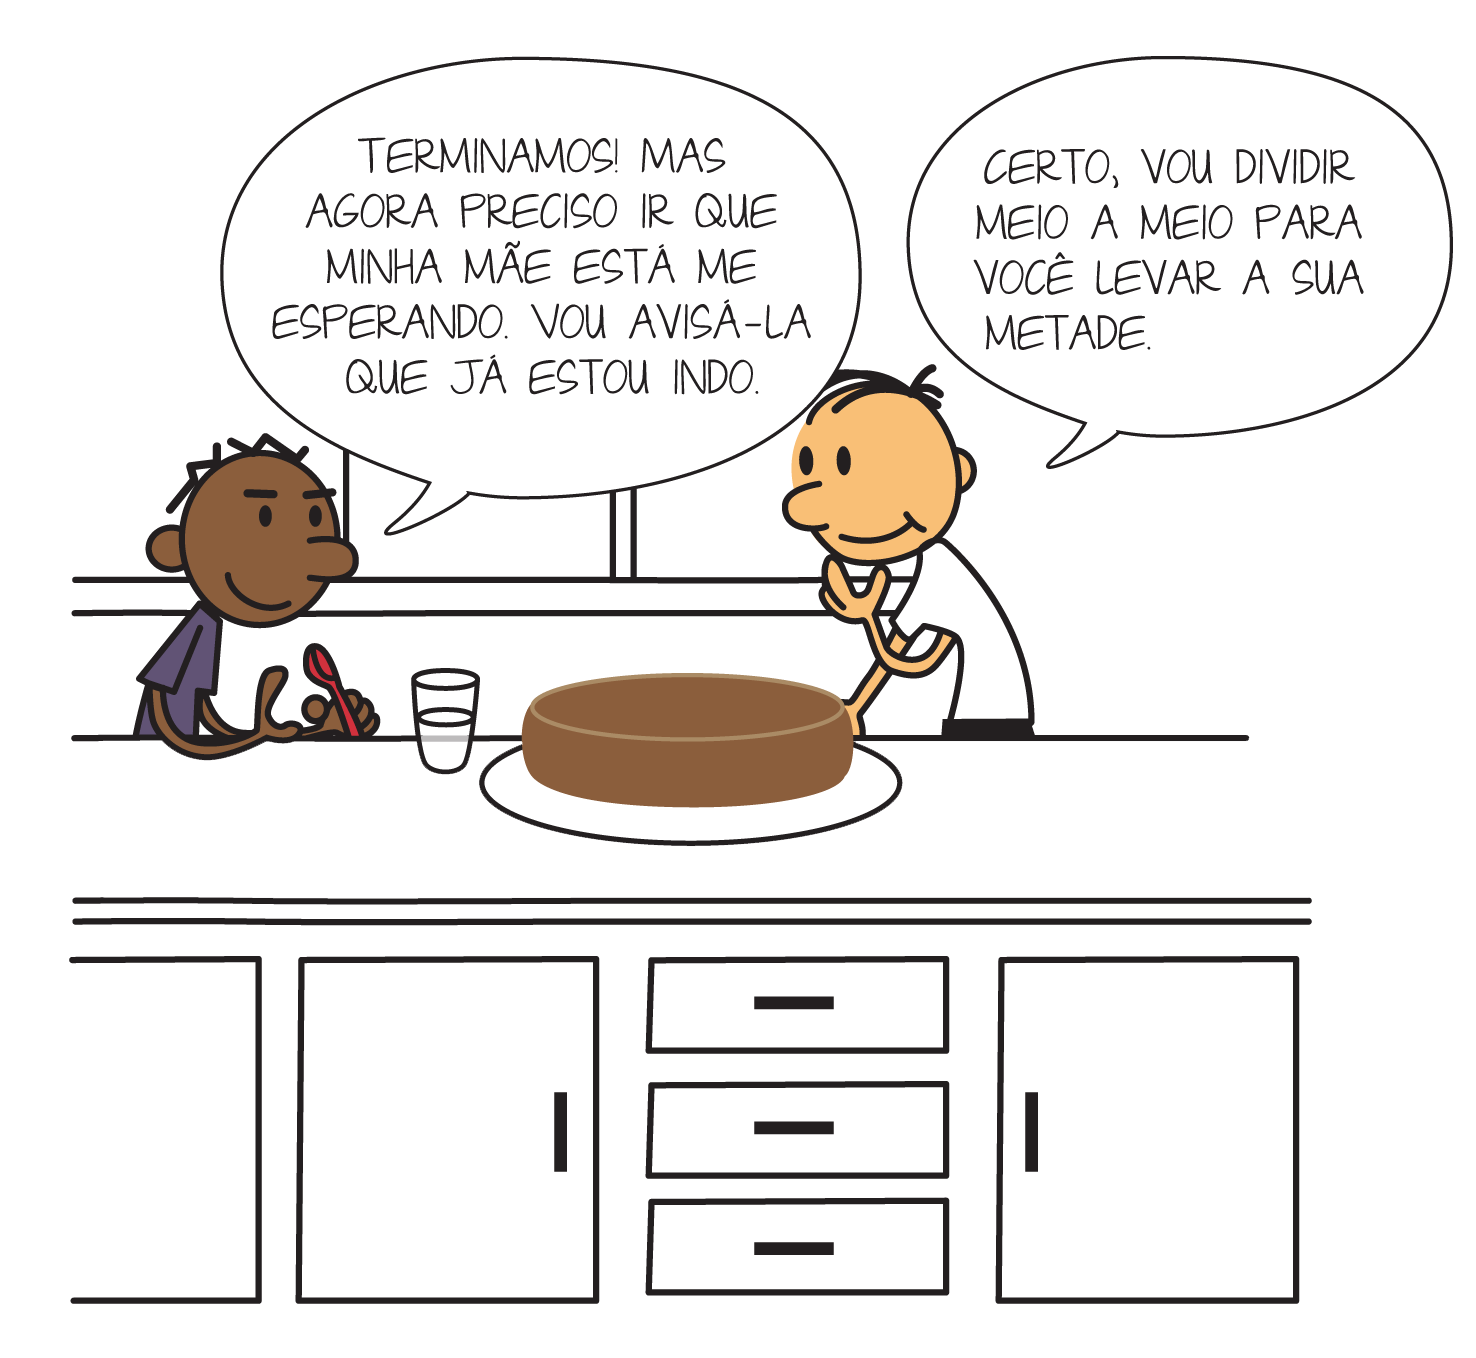 TERMINAMOS! MAS
AGORA PRECISO IR QUE
MINHA MÃE ESTÁ ME
ESPERANDO. VOU AVISÁ-LA
QUE JÁ ESTOU INDO.
CERTO, VOU DIVIDIR
MEIO A MEIO PARA
VOCÊ LEVAR A SUA
METADE.